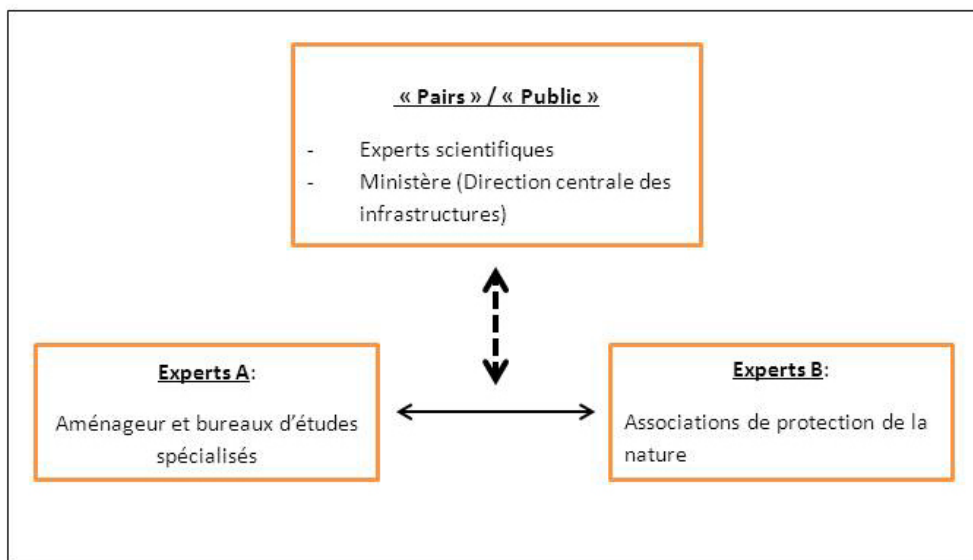 « Pairs » / « Public »
- Experts scientifiques
- Ministère (Direction centrale des
infrastructures)
Experts A:
Aménageur et bureaux d’études
spécialisés
Experts B:
Associations de protection de la
nature